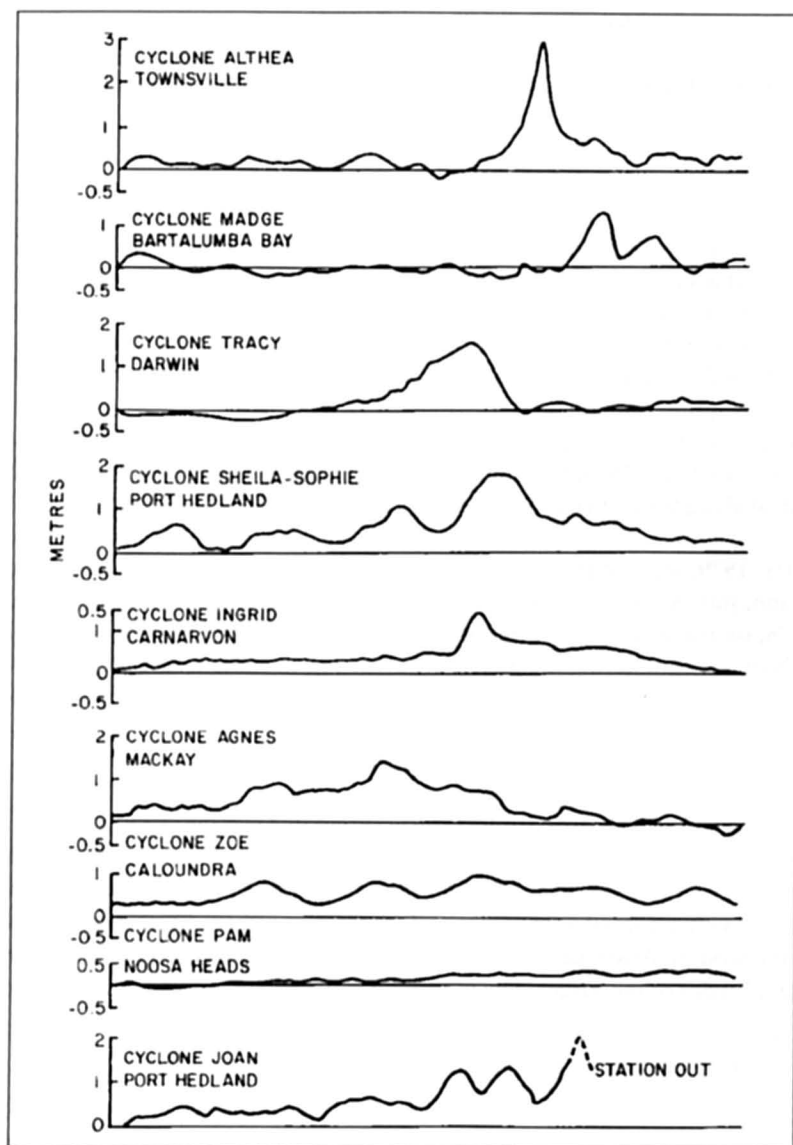 3
CYCLONE ALTHEA
2
TOWNSVILLE
1
0
-0.5
CYCLONE MADGE
1
BARTALUMBA BAY
0
-0.5
2
CYCLONE TRACY
1
DARWIN
0
-0.5
METRES
2
CYCLONE SHEILA-SOPHIE
PORT HEDLAND
1
0
-0.5
0.5
CYCLONE INGRID
1
CARNARVON
0
-0.5
2
CYCLONE AGNES
MACKAY
1
0
-0.5
CYCLONE ZOE
1
CALOUNDRA
0
-0.5
CYCLONE PAM
0.5
NOOSA HEADS
0
-0.5
2
CYCLONE JOAN
STATION OUT
1
PORT HEDLAND
0